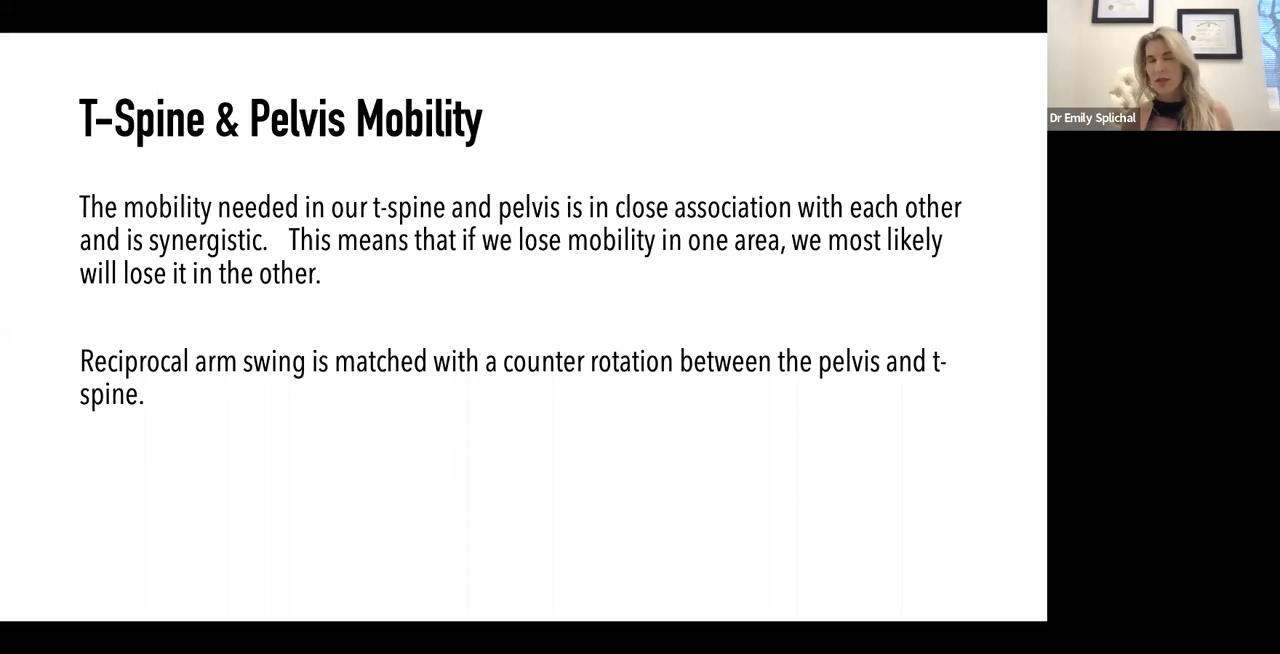 T-Spine & Pelvis Mobility
The mobility needed in our t-spine and pelvis is in close association with each other
and is synergistic. This means that if we lose mobility in one area, we most likely
will lose it in the other.
Reciprocal arm swing is matched with a counter rotation between the pelvis and t-
spine.
Dr Emily Splichal